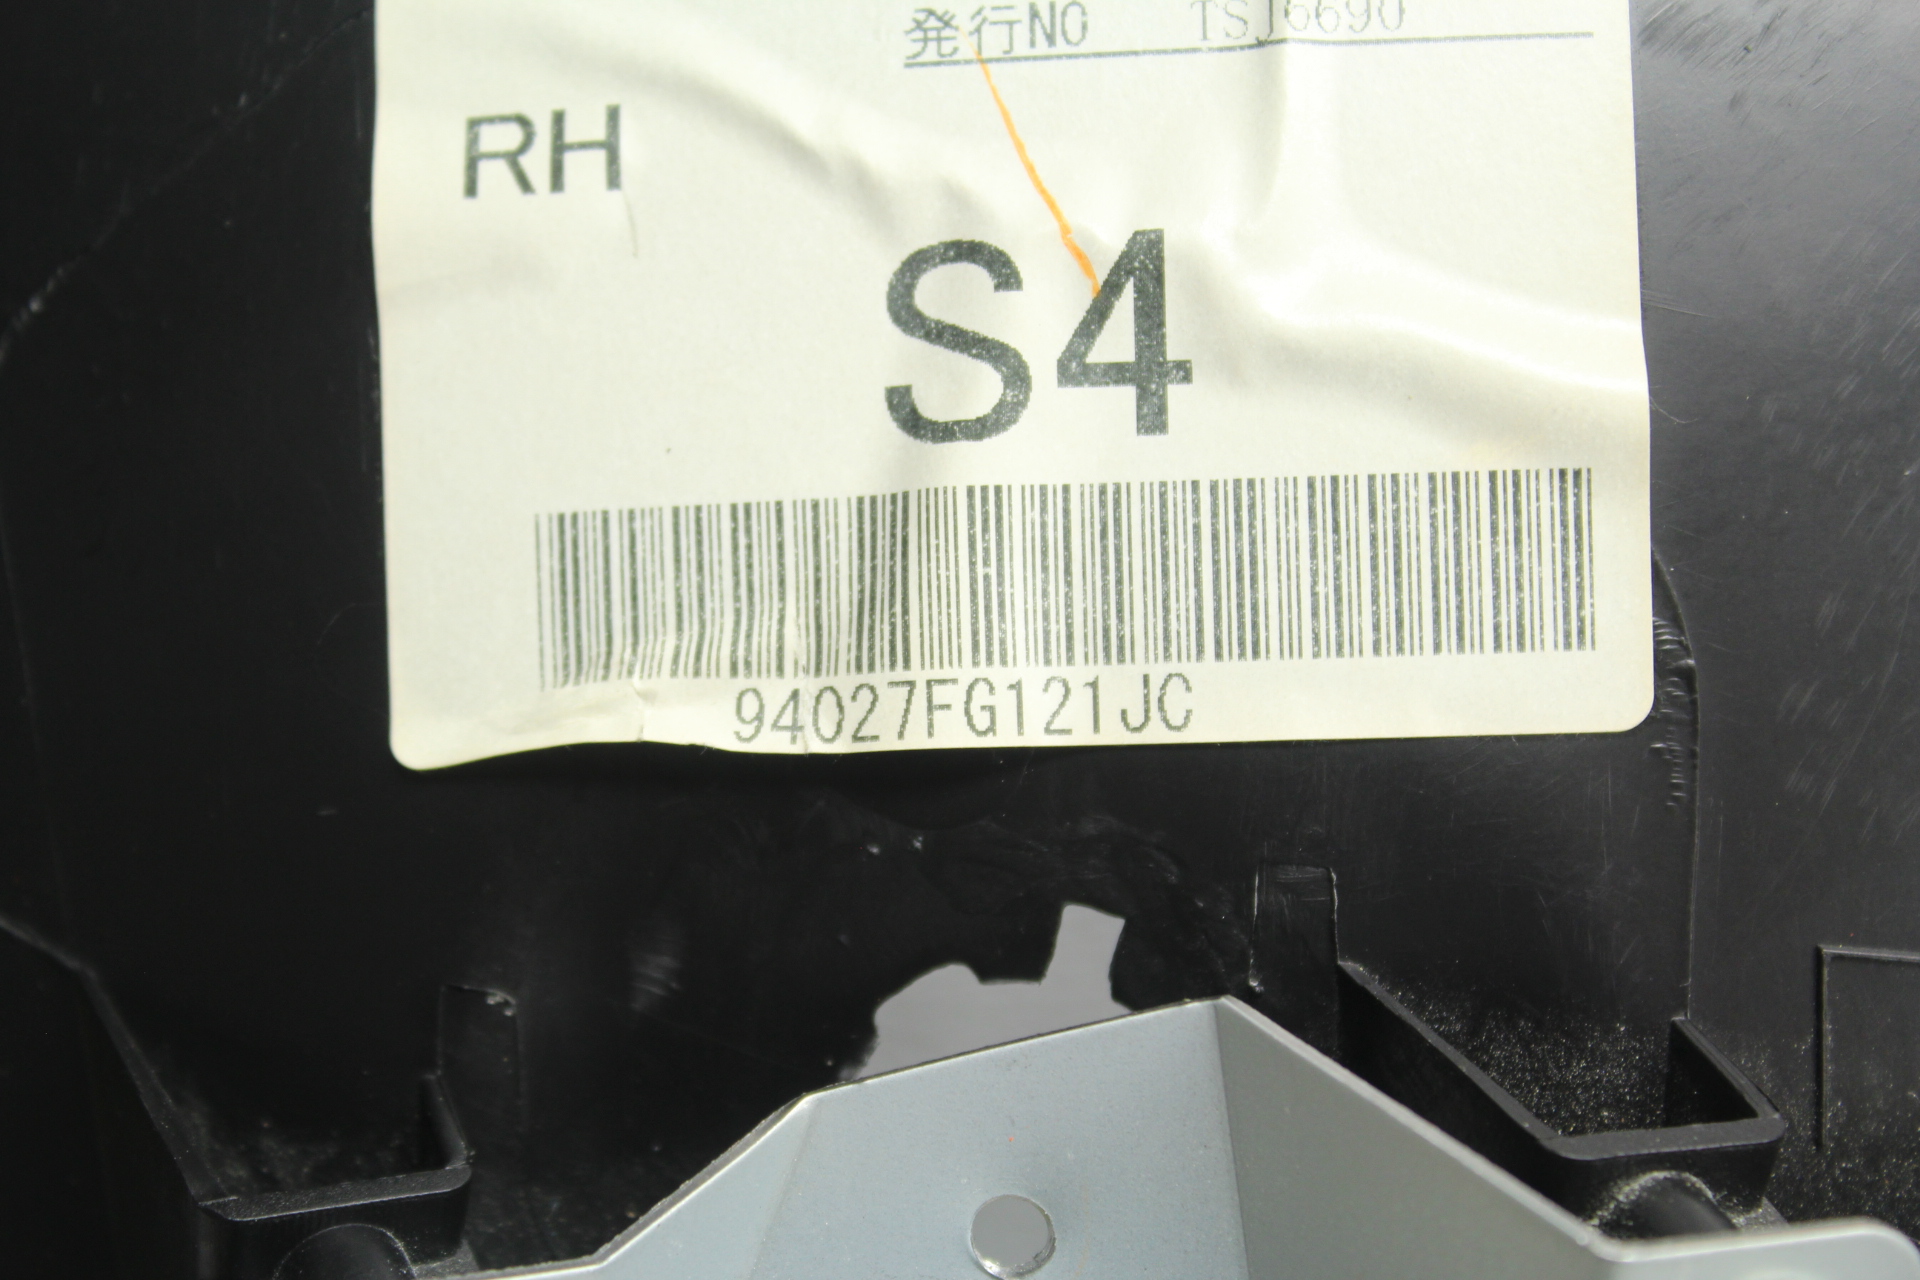 発行NO TSJ6690
RH
S4
94027FG121JC